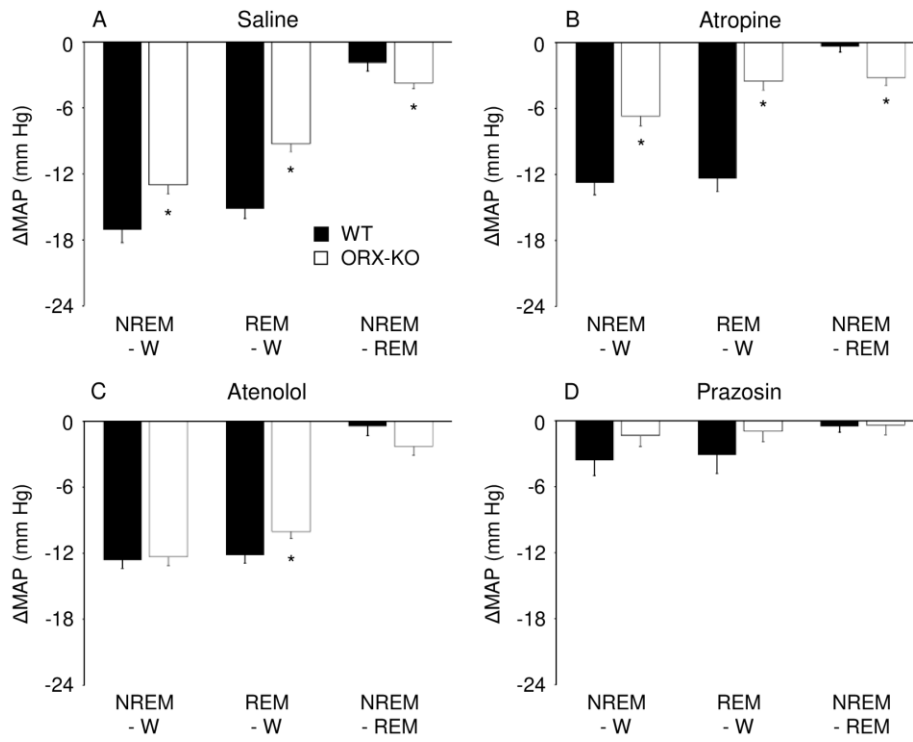 A Saline
0
-6
-12
-18
-24
ΔMAP (mm Hg)
*
*
*
WT
ORX-KO
NREM
- W
REM
- W
NREM
- REM
B Atropine
0
-6
-12
-18
-24
ΔMAP (mm Hg)
*
*
*
NREM
- W
REM
- W
NREM
- REM
C Atenolol
0
-6
-12
-18
-24
ΔMAP (mm Hg)
*
NREM
- W
REM
- W
NREM
- REM
D Prazosin
0
-6
-12
-18
-24
ΔMAP (mm Hg)
NREM
- W
REM
- W
NREM
- REM